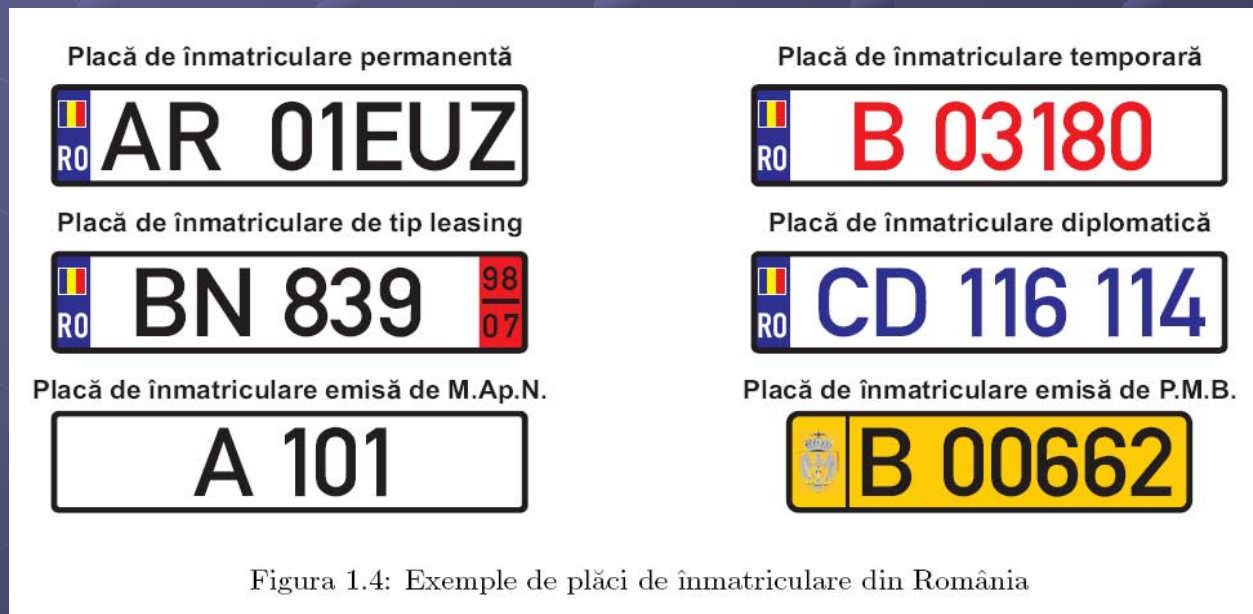 Placă de înmatriculare permanentă
RO AR 01EUZ
Placă de înmatriculare temporară
RO B 03180
Placă de înmatriculare de tip leasing
RO BN 839 98
07
Placă de înmatriculare diplomatică
RO CD 116 114
Placă de înmatriculare emisă de M.Ap.N.
A 101
Placă de înmatriculare emisă de P.M.B.
B 00662
Figura 1.4: Exemple de plăci de înmatriculare din România